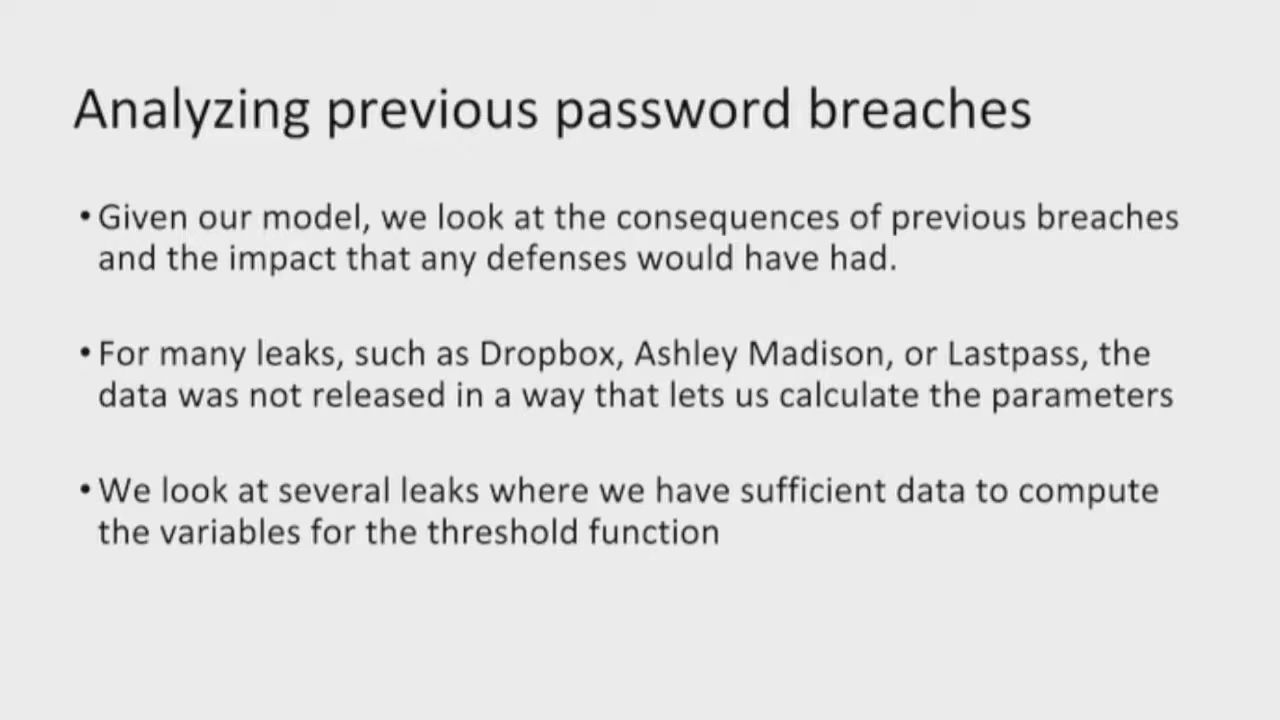 Analyzing previous password breaches
• Given our model, we look at the consequences of previous breaches
and the impact that any defenses would have had.
• For many leaks, such as Dropbox, Ashley Madison, or Lastpass, the
data was not released in a way that lets us calculate the parameters
• We look at several leaks where we have sufficient data to compute
the variables for the threshold function